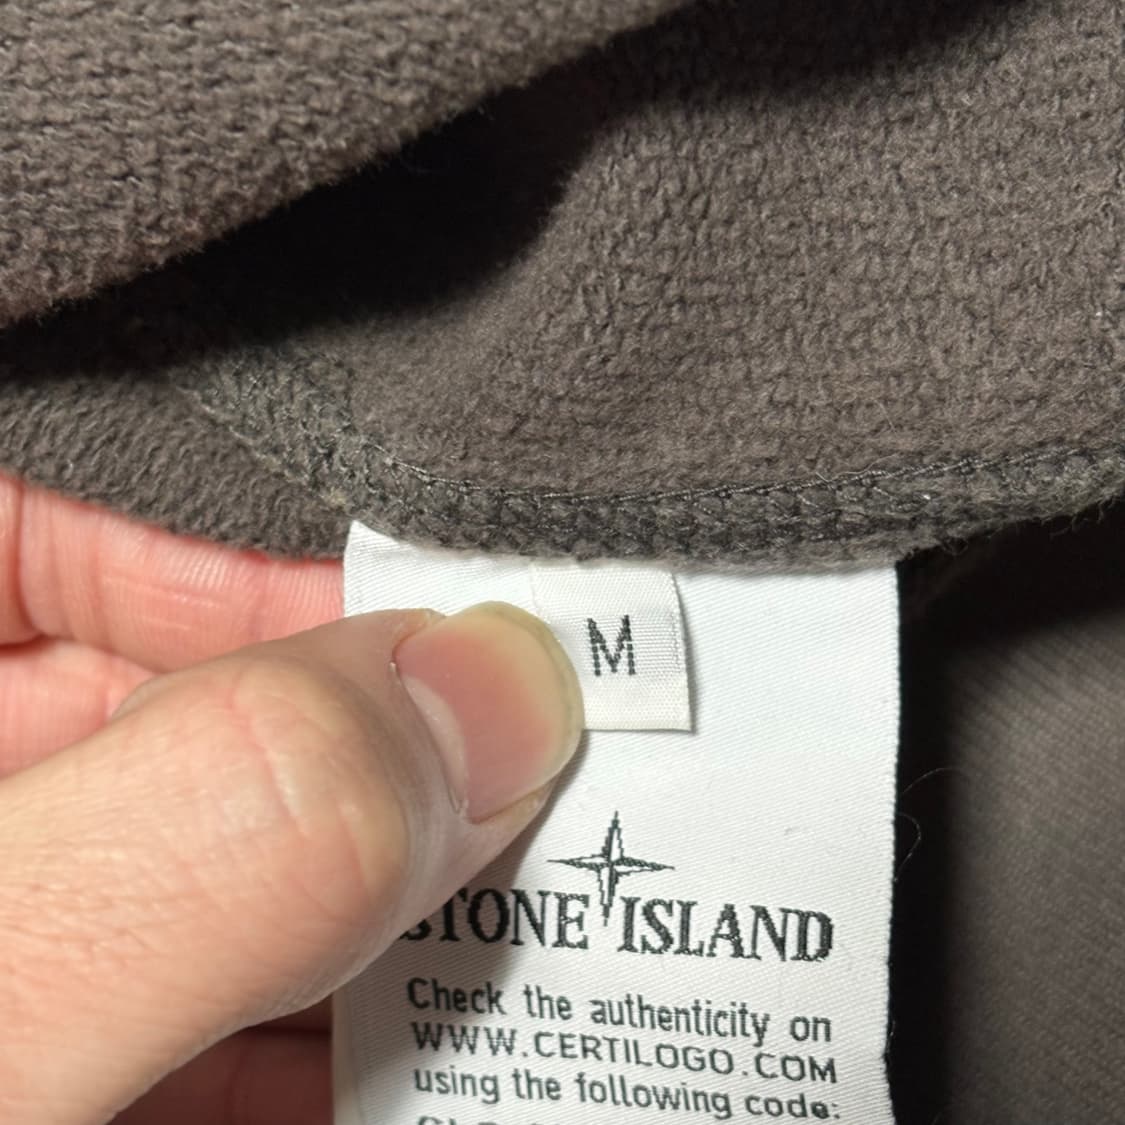 M
STONE ISLAND
Check the authenticity on
WWW.CERTILOGO.COM
using the following code: